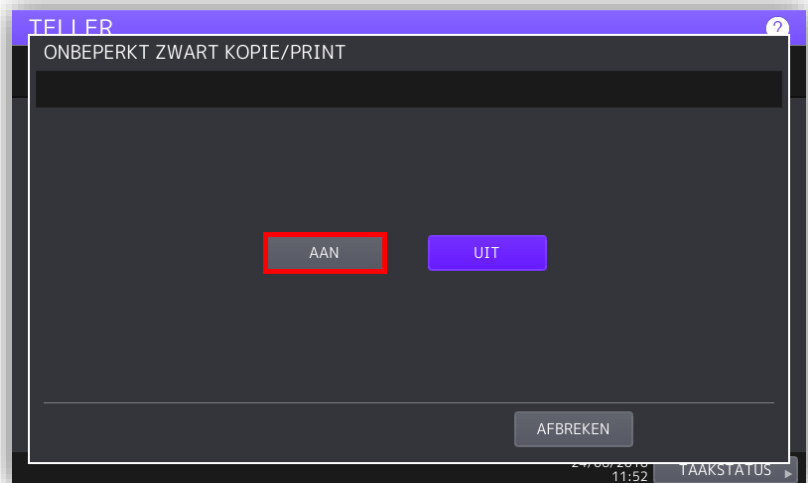 TELLER
?
ONBEPERKT ZWART KOPIE/PRINT
AAN
UIT
AFBREKEN
11:52
TAAKSTATUS